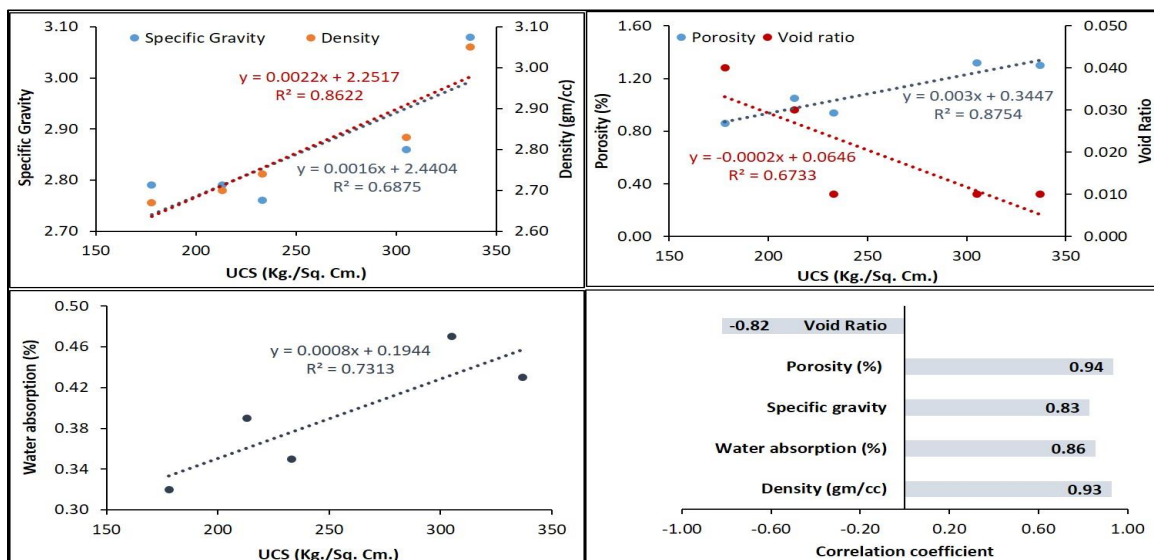 Specific Gravity
Density
3.10
3.00
2.90
2.80
2.70
3.10
3.00
2.90
2.80
2.70
2.60
y = 0.0022x + 2.2517
R² = 0.8622
y = 0.0016x + 2.4404
R² = 0.6875
Specific Gravity
Density (gm/cc)
150
200
250
300
350
UCS (Kg./Sq. Cm.)
Porosity
Void ratio
1.60
1.20
0.80
0.40
0.00
0.050
0.040
0.030
0.020
0.010
0.000
y = 0.003x + 0.3447
R² = 0.8754
y = -0.0002x + 0.0646
R² = 0.6733
Porosity (%)
Void Ratio
150
200
250
300
350
UCS (Kg./Sq. Cm.)
0.50
0.46
0.42
0.38
0.34
0.30
y = 0.0008x + 0.1944
R² = 0.7313
Water absorption (%)
150
200
250
300
350
UCS (Kg./Sq. Cm.)
-0.82 Void Ratio
Porosity (%) 0.94
Specific gravity 0.83
Water absorption (%) 0.86
Density (gm/cc) 0.93
-1.00 -0.60 -0.20 0.20 0.60 1.00
Correlation coefficient